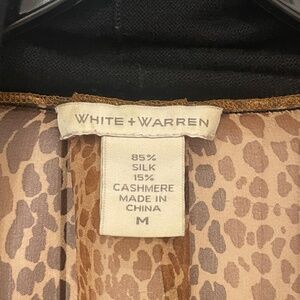 WHITE + WARREN
85%
SILK
15%
CASHMERE
MADE IN
CHINA
M